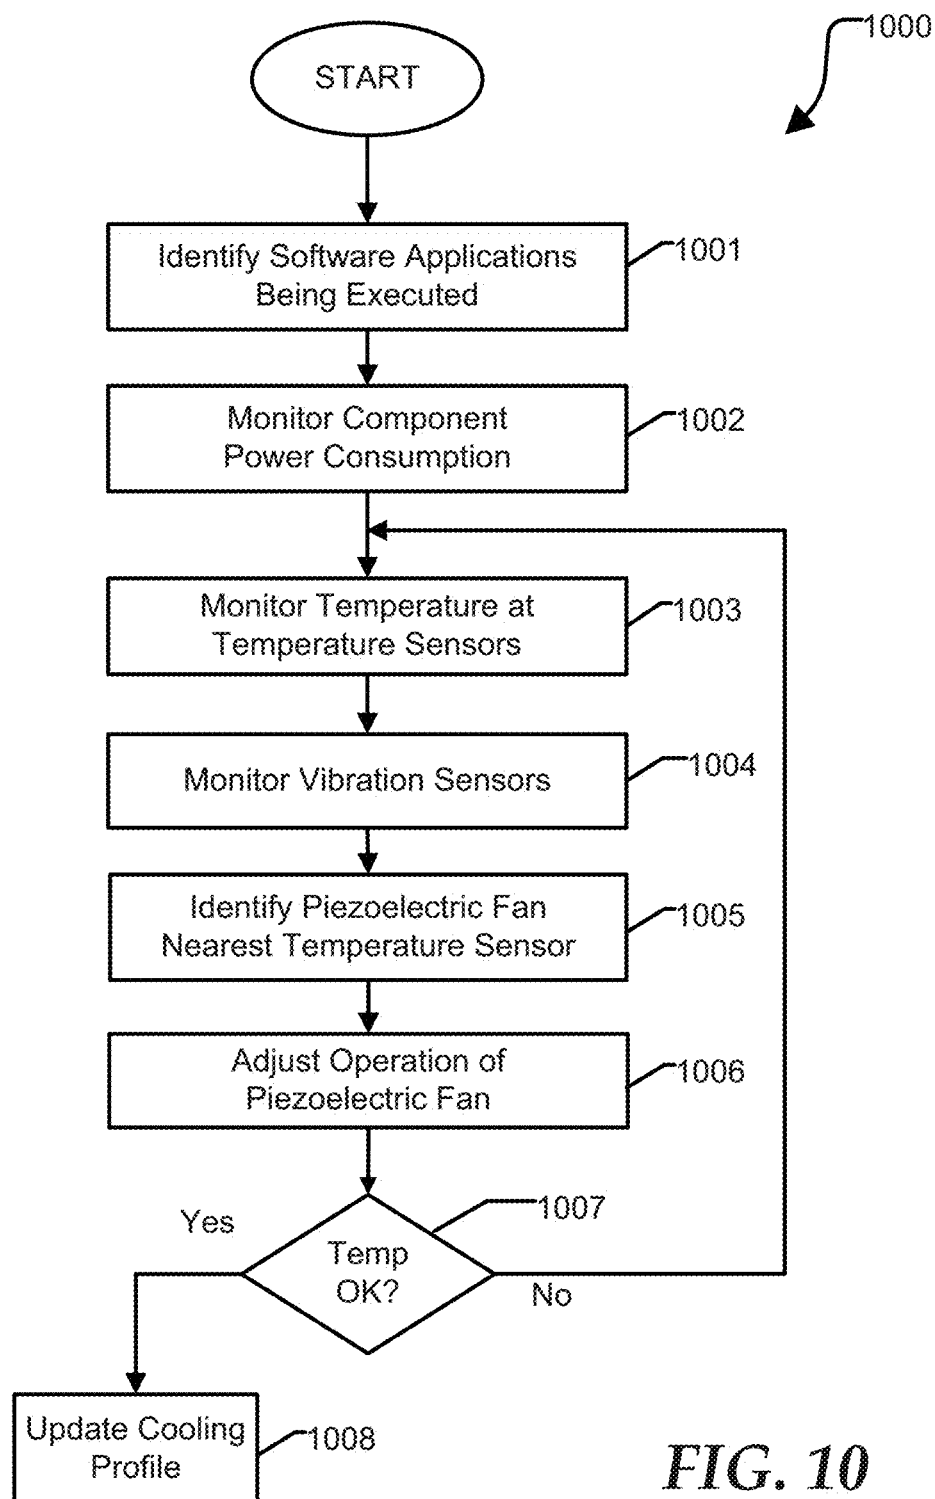 1000
START
Identify Software Applications
Being Executed
1001
Monitor Component
Power Consumption
1002
Monitor Temperature at
Temperature Sensors
1003
Monitor Vibration Sensors
1004
Identify Piezoelectric Fan
Nearest Temperature Sensor
1005
Adjust Operation of
Piezoelectric Fan
1006
Yes
Temp
OK?
1007
No
Update Cooling
Profile
1008
FIG. 10